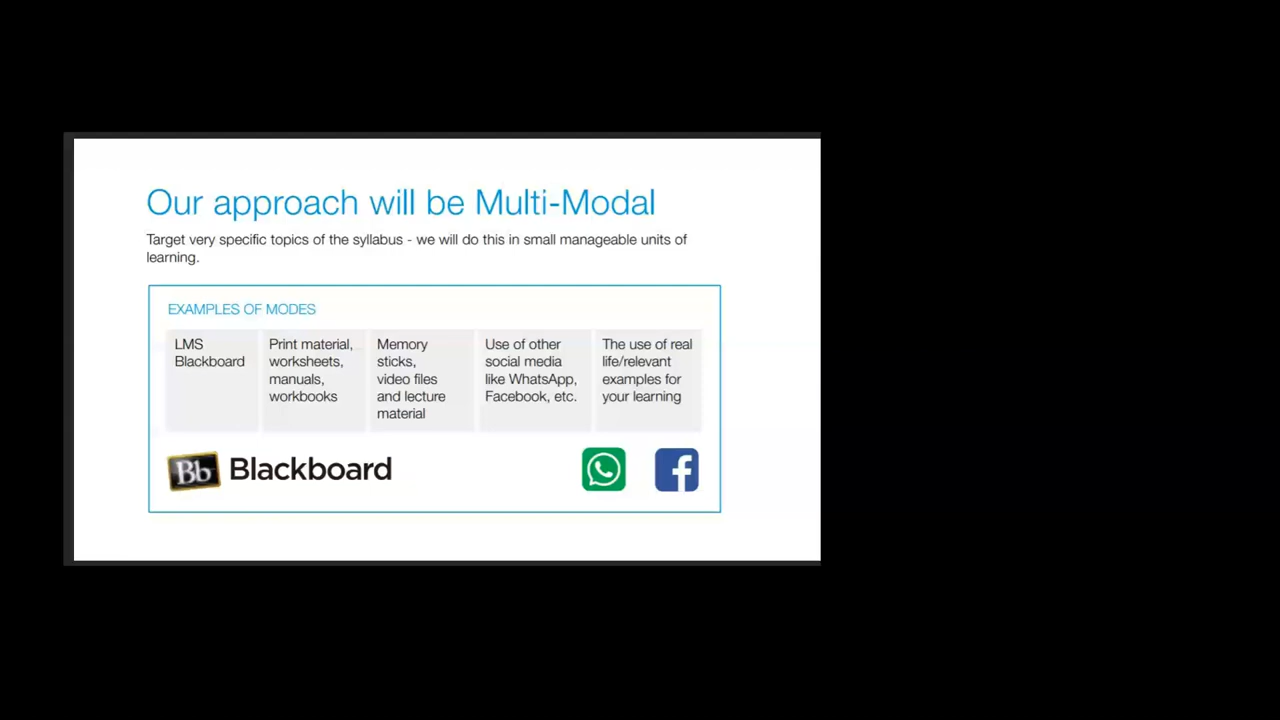 Our approach will be Multi-Modal
Target very specific topics of the syllabus - we will do this in small manageable units of
learning.
EXAMPLES OF MODES
LMS
Blackboard
Print material,
worksheets,
manuals,
workbooks
Memory
sticks,
video files
and lecture
material
Use of other
social media
like WhatsApp,
Facebook, etc.
The use of real
life/relevant
examples for
your learning
Bb Blackboard
f